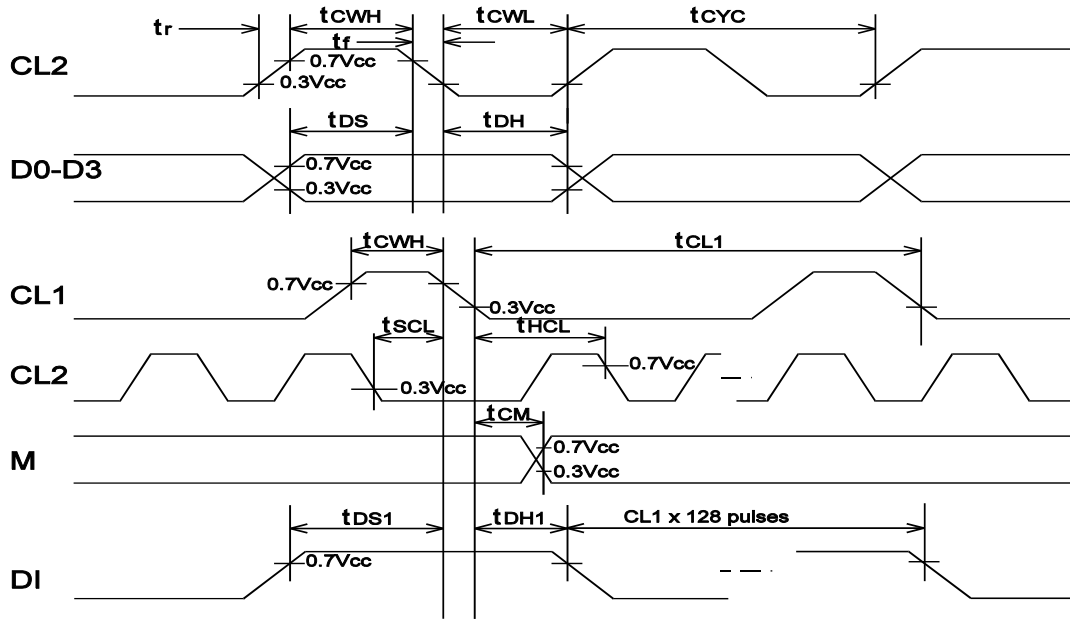 tr tCWH tCWL tCYC
tf
CL2 0.7Vcc
0.3Vcc
tDS tDH
D0-D3 0.7Vcc
0.3Vcc
tCWH tCL1
0.7Vcc
CL1 0.3Vcc
tSCL tHCL
CL2 0.7Vcc
0.3Vcc
tCM
0.7Vcc
M
0.3Vcc
tDS1 tDH1 CL1 x 128 pulses
0.7Vcc
DI